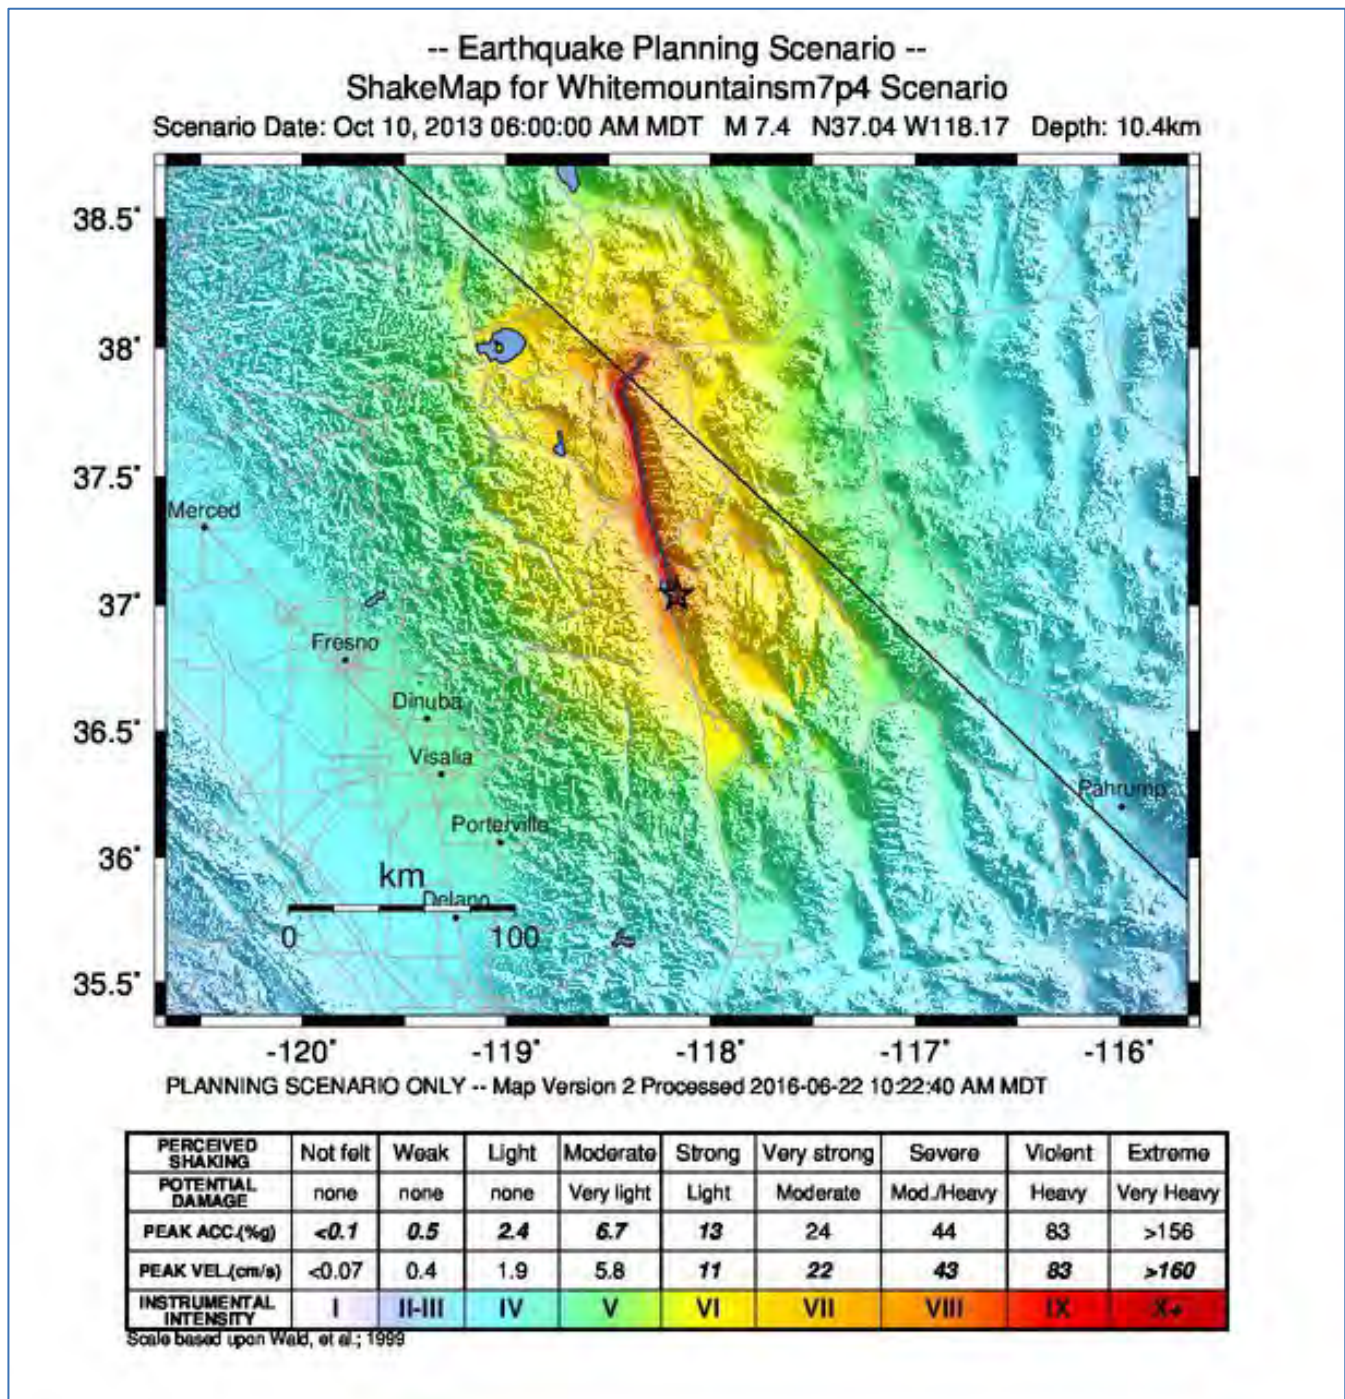 -- Earthquake Planning Scenario --
ShakeMap for Whitemountainsm7p4 Scenario
Scenario Date: Oct 10, 2013 06:00:00 AM MDT M 7.4 N37.04 W118.17 Depth: 10.4km
38.5°
38°
37.5°
Merced
37°
Fresno
Dinuba
36.5°
Visalia
Pahrump
Porterville
36°
km
Delano
0 100
35.5°
-120° -119° -118° -117° -116°
PLANNING SCENARIO ONLY -- Map Version 2 Processed 2016-06-22 10:22:40 AM MDT
PERCEIVED SHAKING Not felt Weak Light Moderate Strong Very strong Severe Violent Extreme
POTENTIAL DAMAGE none none none Very light Light Moderate Mod./Heavy Heavy Very Heavy
PEAK ACC.(%g) <0.1 0.5 2.4 6.7 13 24 44 83 >156
PEAK VEL.(cm/s) <0.07 0.4 1.9 5.8 11 22 43 83 >160
INSTRUMENTAL INTENSITY I II-III IV V VI VII VIII IX X+
Scale based upon Wald, et al.; 1999